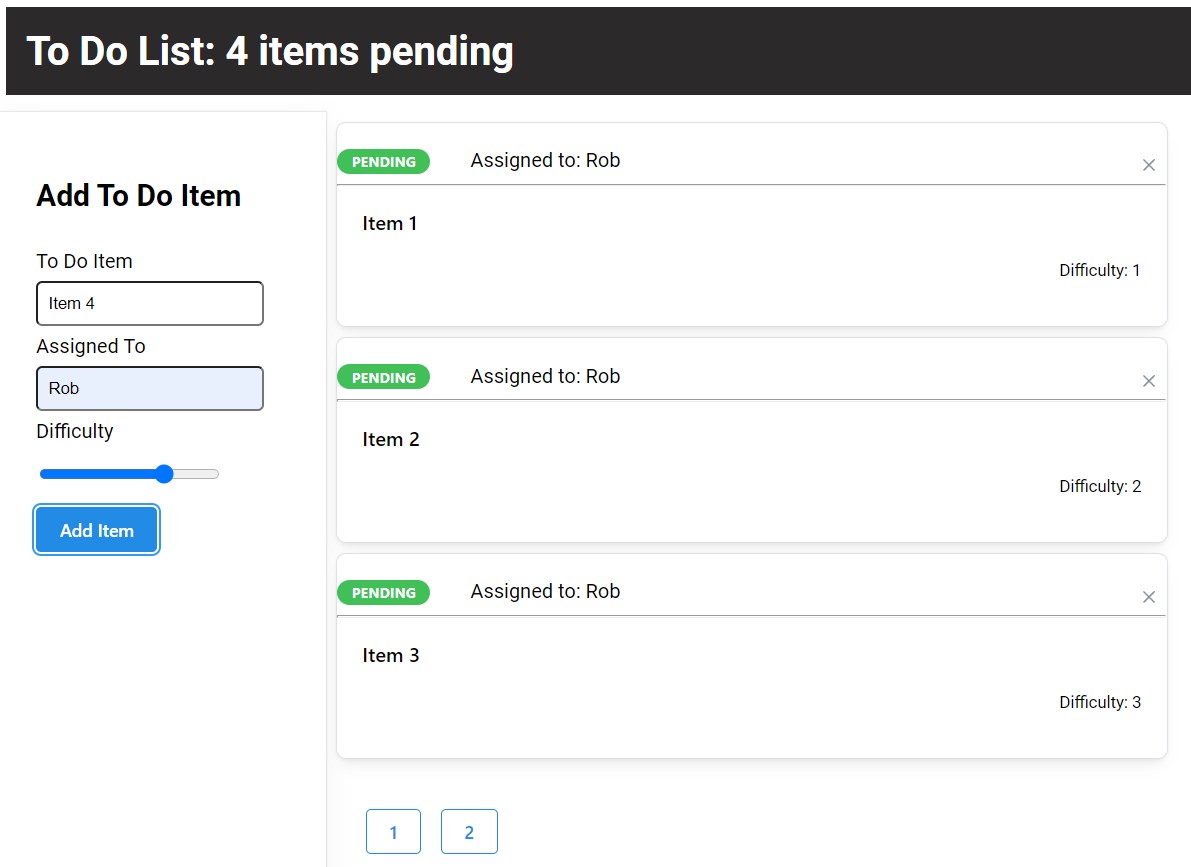 To Do List: 4 items pending
Add To Do Item
To Do Item
Item 4
Assigned To
Rob
Difficulty
Add Item
PENDING Assigned to: Rob ×
Item 1
Difficulty: 1
PENDING Assigned to: Rob ×
Item 2
Difficulty: 2
PENDING Assigned to: Rob ×
Item 3
Difficulty: 3
1 2